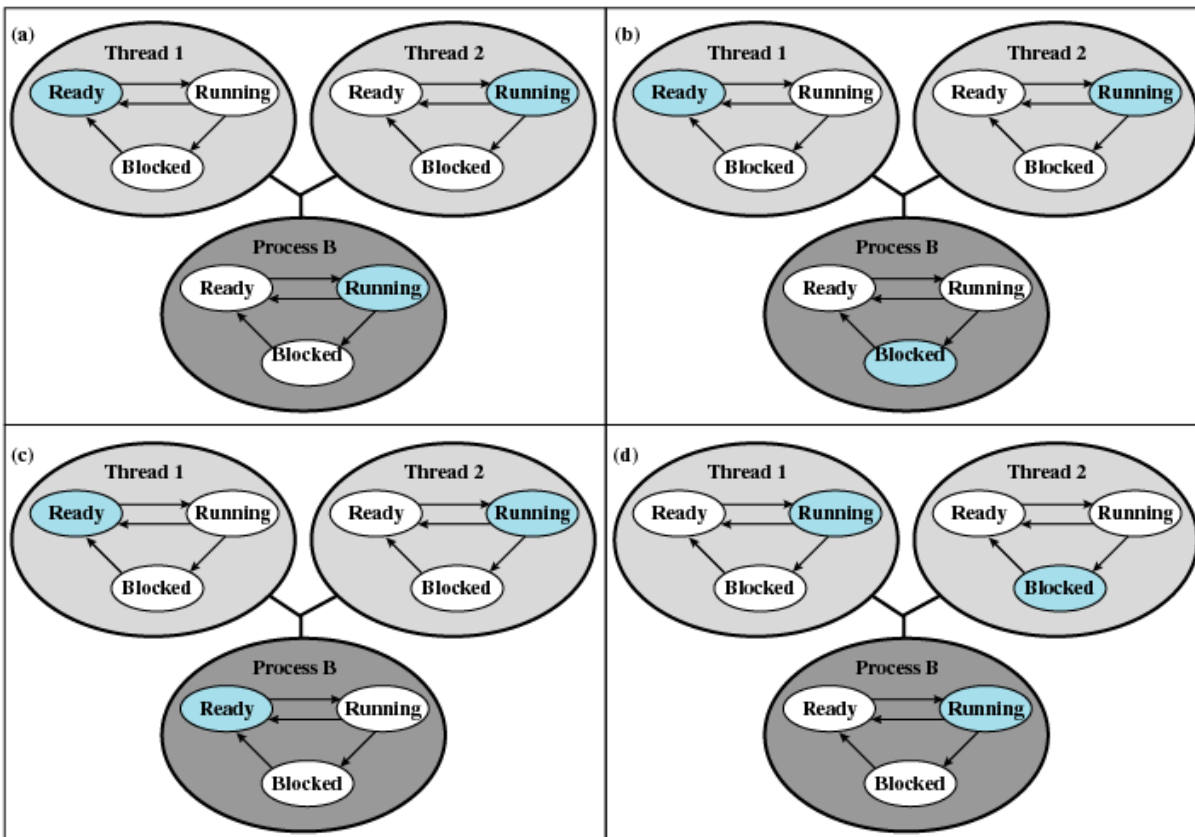 (a)
Thread 1
Thread 2
Ready
Running
Ready
Running
Blocked
Blocked
Process B
Ready
Running
Blocked
(b)
Thread 1
Thread 2
Ready
Running
Ready
Running
Blocked
Blocked
Process B
Ready
Running
Blocked
(c)
Thread 1
Thread 2
Ready
Running
Ready
Running
Blocked
Blocked
Process B
Ready
Running
Blocked
(d)
Thread 1
Thread 2
Ready
Running
Ready
Running
Blocked
Blocked
Process B
Ready
Running
Blocked